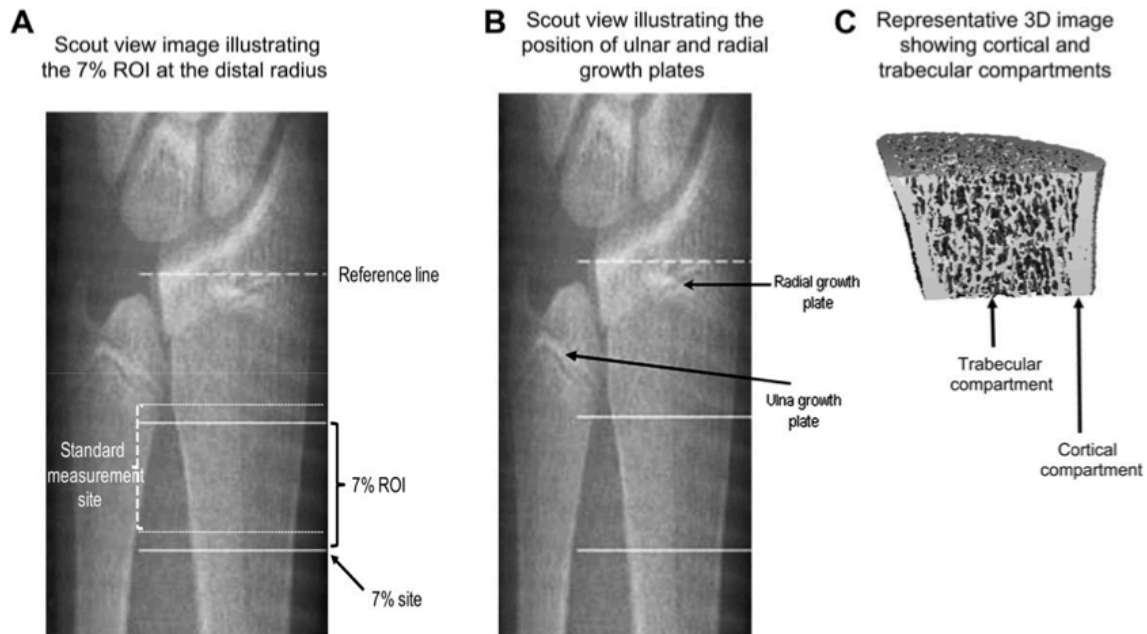 A
Scout view image illustrating
the 7% ROI at the distal radius
Reference line
Standard
measurement
site
7% ROI
7% site
B
Scout view illustrating the
position of ulnar and radial
growth plates
Radial growth
plate
Ulna growth
plate
C
Representative 3D image
showing cortical and
trabecular compartments
Trabecular
compartment
Cortical
compartment